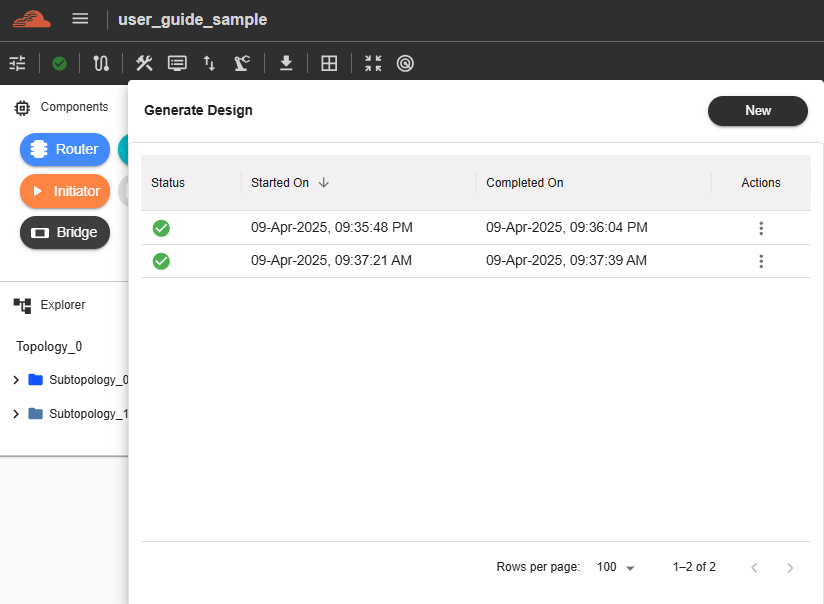 user_guide_sample
Components
Router
Initiator
Bridge
Explorer
Topology_0
Subtopology_0
Subtopology_1
Generate Design
New
Status Started On Completed On Actions
09-Apr-2025, 09:35:48 PM 09-Apr-2025, 09:36:04 PM
09-Apr-2025, 09:37:21 AM 09-Apr-2025, 09:37:39 AM
Rows per page: 100 1–2 of 2